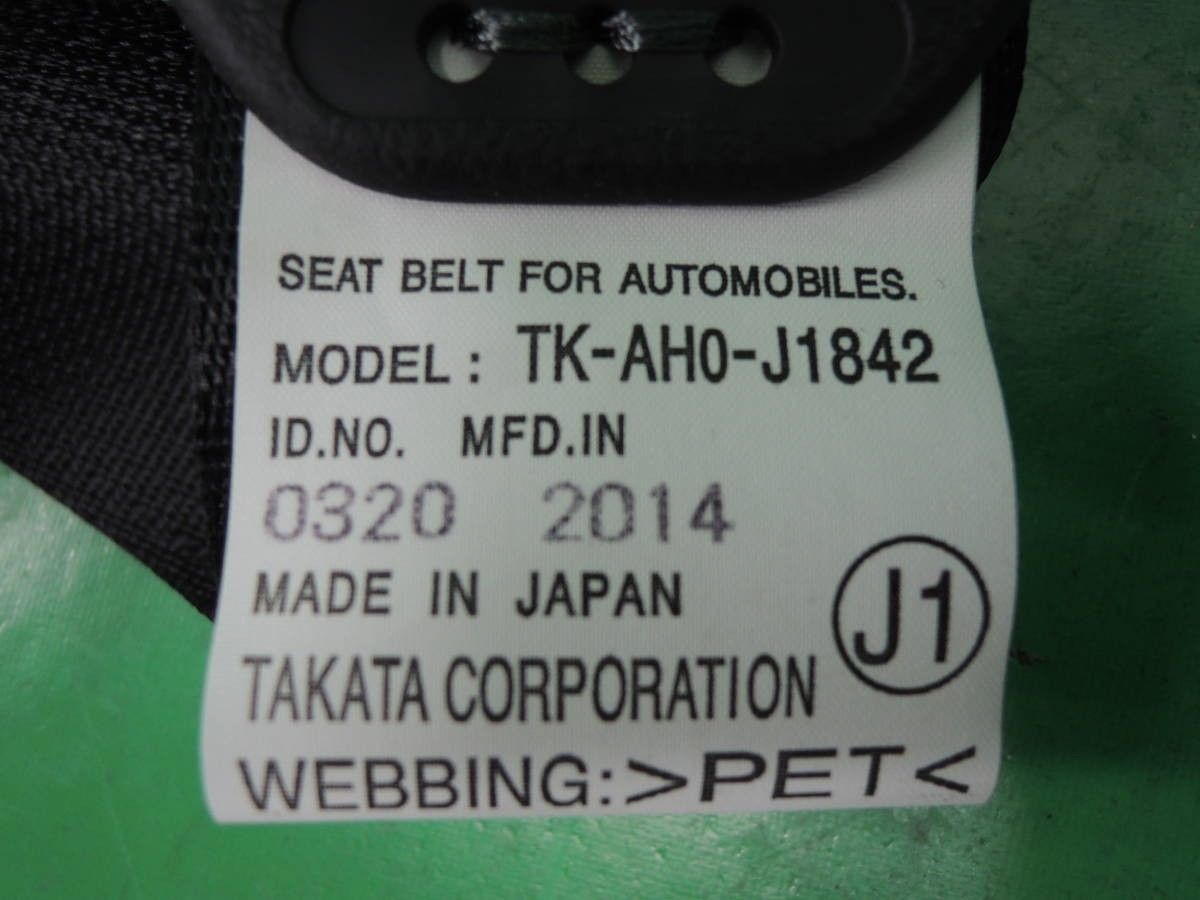 SEAT BELT FOR AUTOMOBILES.
MODEL : TK-AH0-J1842
ID.NO. MFD.IN
0320 2014
MADE IN JAPAN
J1
TAKATA CORPORATION
WEBBING:>PET<